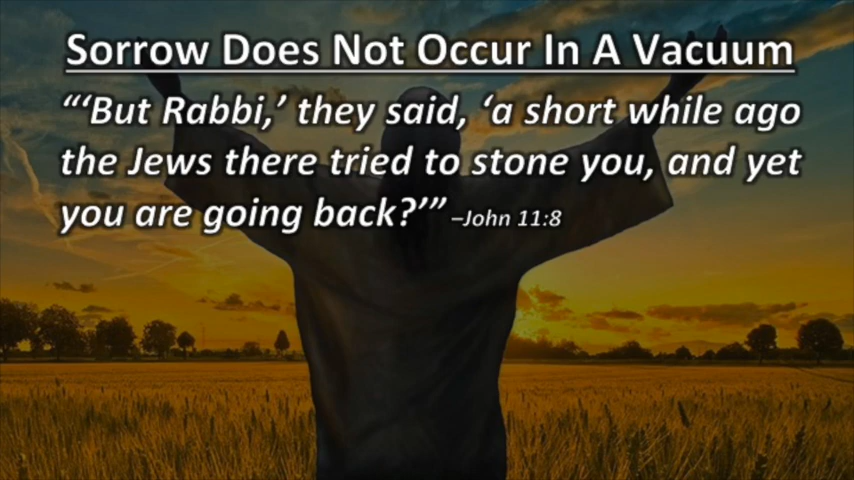 Sorrow Does Not Occur In A Vacuum
“‘But Rabbi,’ they said, ‘a short while ago
the Jews there tried to stone you, and yet
you are going back?’” –John 11:8